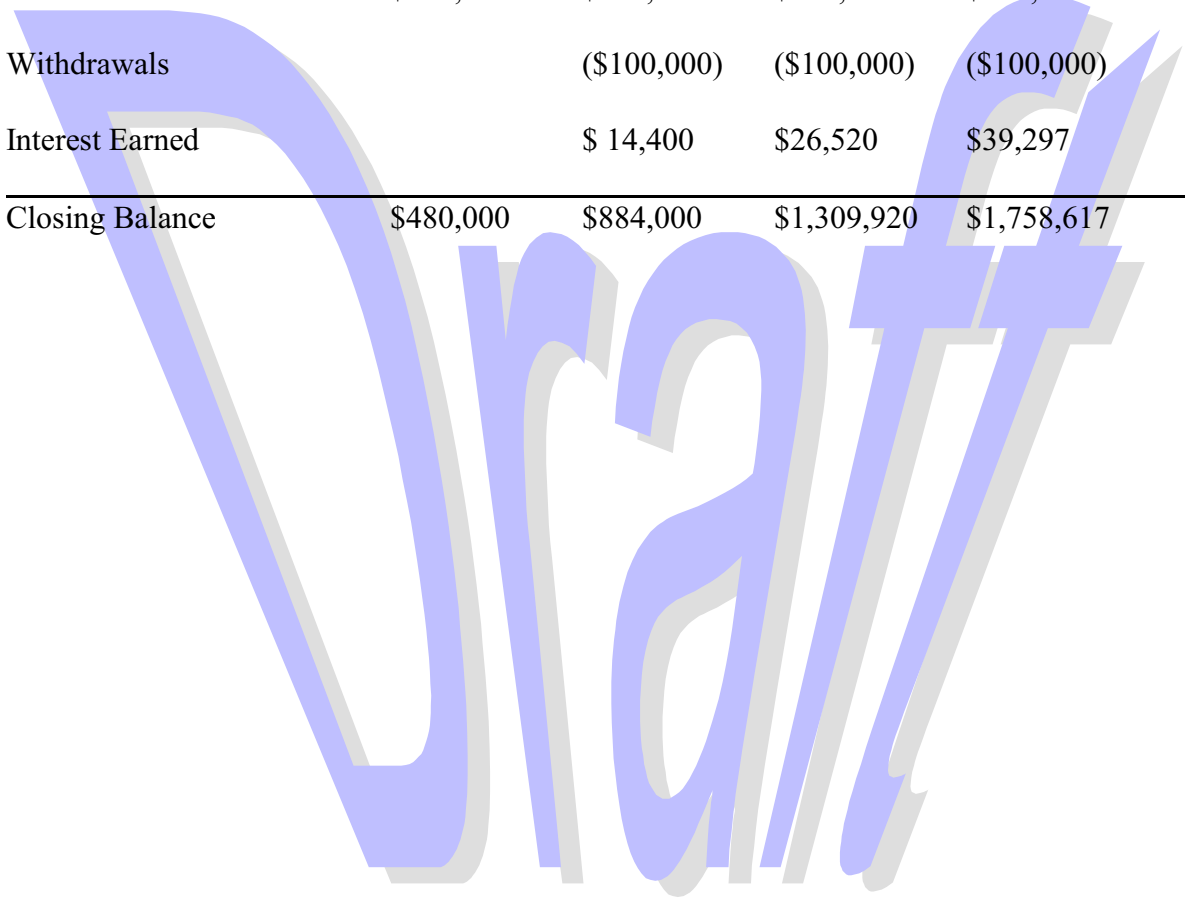 Withdrawals ($100,000) ($100,000) ($100,000)
Interest Earned $ 14,400 $26,520 $39,297
Closing Balance $480,000 $884,000 $1,309,920 $1,758,617
Draft